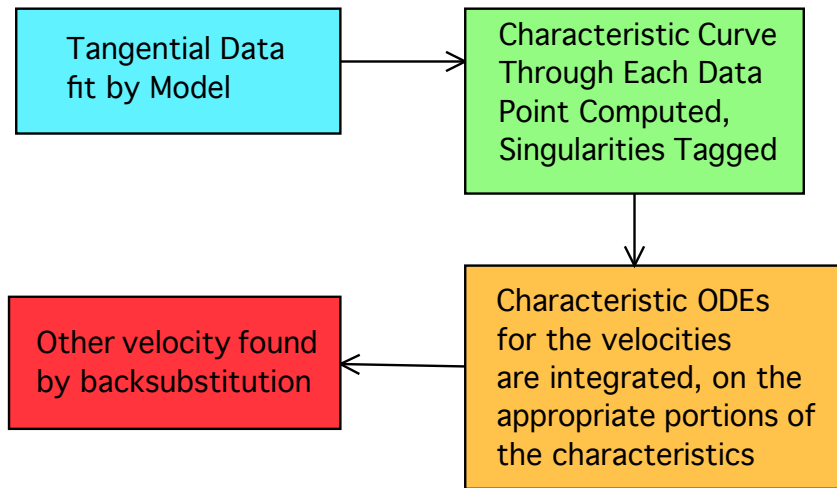 Tangential Data
fit by Model
Characteristic Curve
Through Each Data
Point Computed,
Singularities Tagged
Characteristic ODEs
for the velocities
are integrated, on the
appropriate portions of
the characteristics
Other velocity found
by backsubstitution